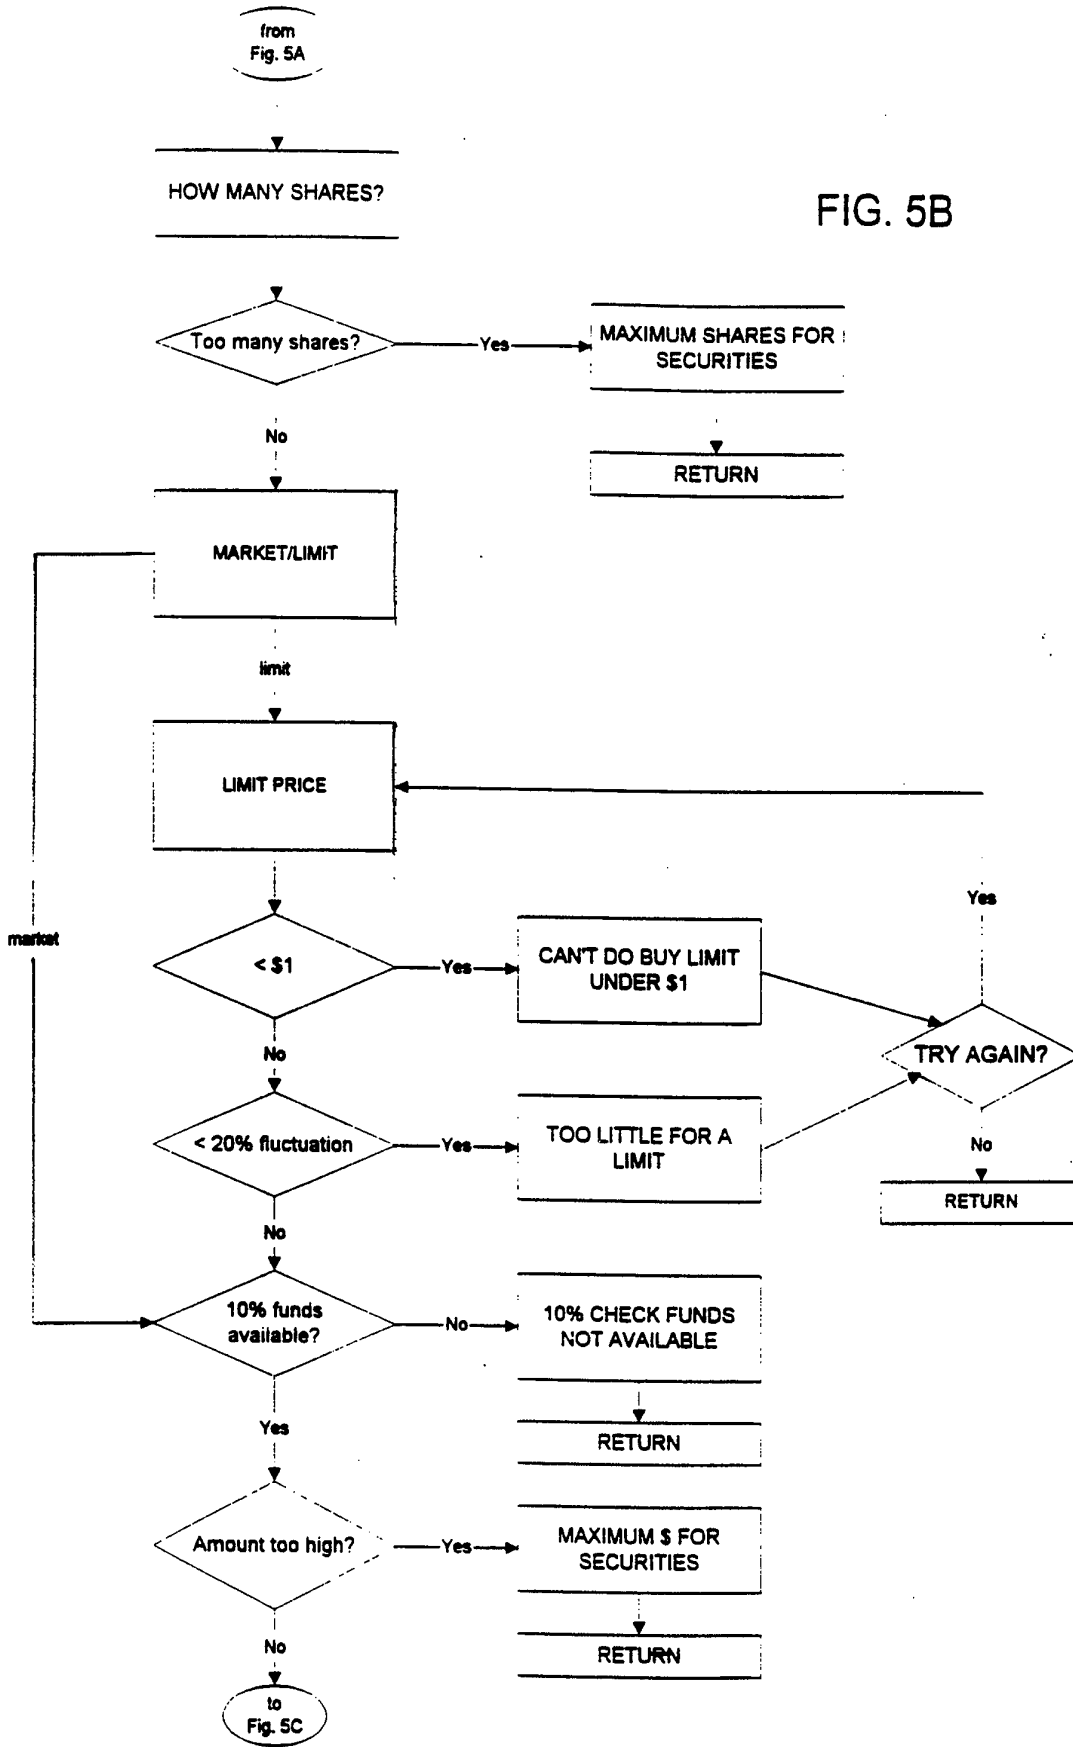 from
Fig. 5A
HOW MANY SHARES?
FIG. 5B
Too many shares?
Yes
MAXIMUM SHARES FOR
SECURITIES
No
RETURN
MARKET/LIMIT
limit
LIMIT PRICE
Yes
market
< $1
Yes
CAN'T DO BUY LIMIT
UNDER $1
TRY AGAIN?
No
< 20% fluctuation
Yes
TOO LITTLE FOR A
LIMIT
No
RETURN
No
10% funds
available?
No
10% CHECK FUNDS
NOT AVAILABLE
Yes
RETURN
Amount too high?
Yes
MAXIMUM $ FOR
SECURITIES
No
RETURN
to
Fig. 5C